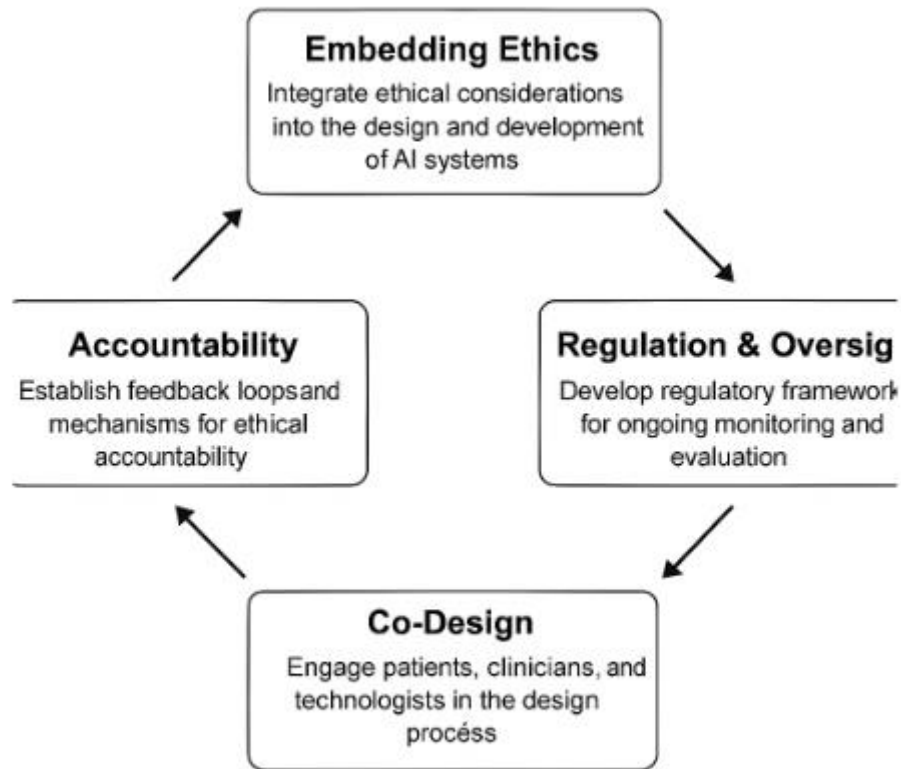 Embedding Ethics
Integrate ethical considerations
into the design and development
of AI systems
Accountability
Establish feedback loopsand
mechanisms for ethical
accountability
Regulation & Oversig
Develop regulatory framework
for ongoing monitoring and
evaluation
Co-Design
Engage patients, clinicians, and
technologists in the design
procéss